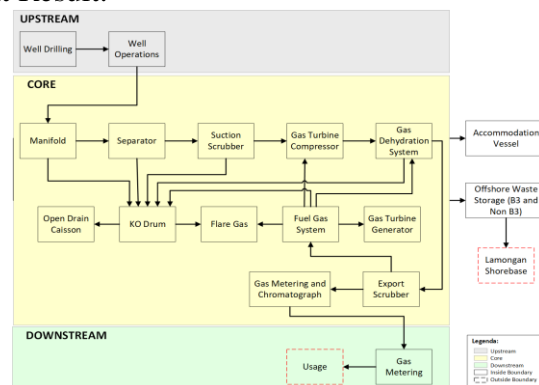 UPSTREAM
Well Drilling
Well
Operations
CORE
Manifold
Separator
Suction
Scrubber
Gas Turbine
Compressor
Gas
Dehydration
System
Accommodation
Vessel
Open Drain
Caisson
KO Drum
Flare Gas
Fuel Gas
System
Gas Turbine
Generator
Offshore Waste
Storage (B3 and
Non B3)
Lamongan
Shorebase
Gas Metering and
Chromatograph
Export
Scrubber
DOWNSTREAM
Usage
Gas
Metering
Legenda:
Upstream
Core
Downstream
Inside Boundary
Outside Boundary